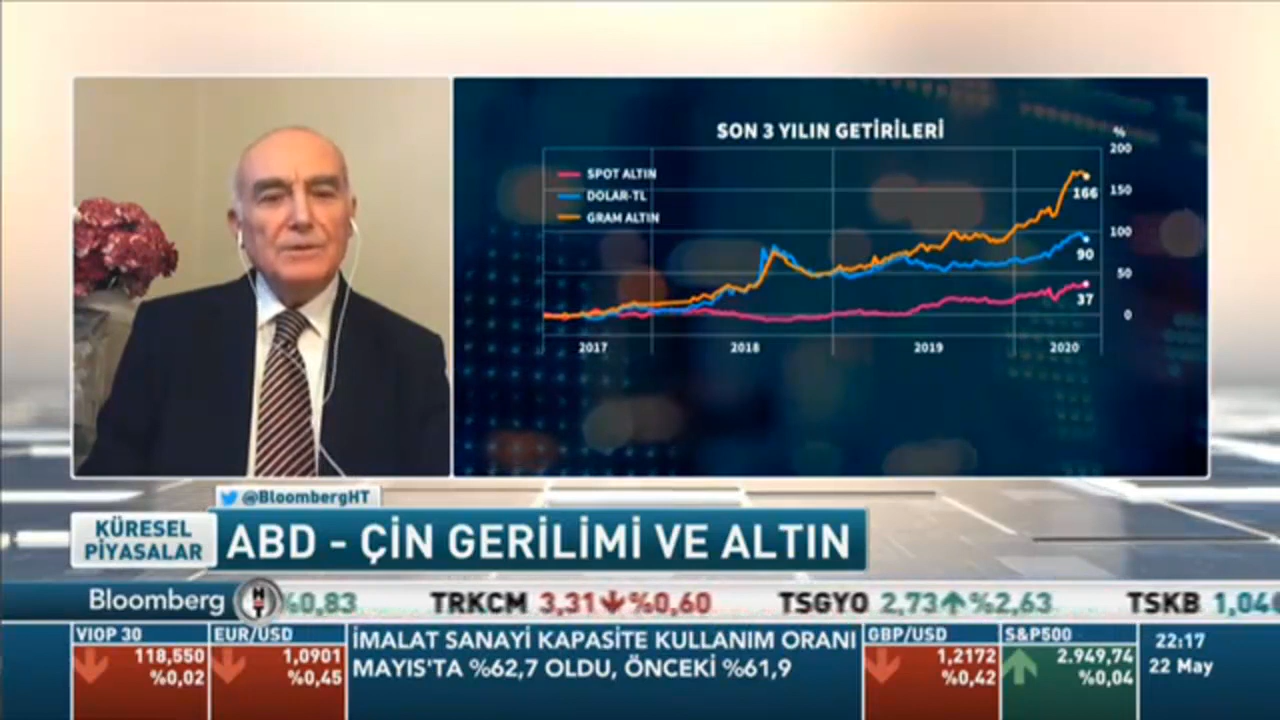 SON 3 YILIN GETİRİLERİ
%
200
150
100
50
0
SPOT ALTIN
DOLAR-TL
GRAM ALTIN
166
90
37
2017 2018 2019 2020
@BloombergHT
KÜRESEL
PİYASALAR
ABD - ÇİN GERİLİMİ VE ALTIN
Bloomberg HT %0,83 TRKCM 3,31 %0,60 TSGYO 2,73 %2,63 TSKB
VIOP 30
118,550
%0,02
EUR/USD
1,0901
%0,45
İMALAT SANAYİ KAPASİTE KULLANIM ORANI
MAYIS'TA %62,7 OLDU, ÖNCEKİ %61,9
GBP/USD
1,2172
%0,42
S&P500
2.949,74
%0,04
22:17
22 May